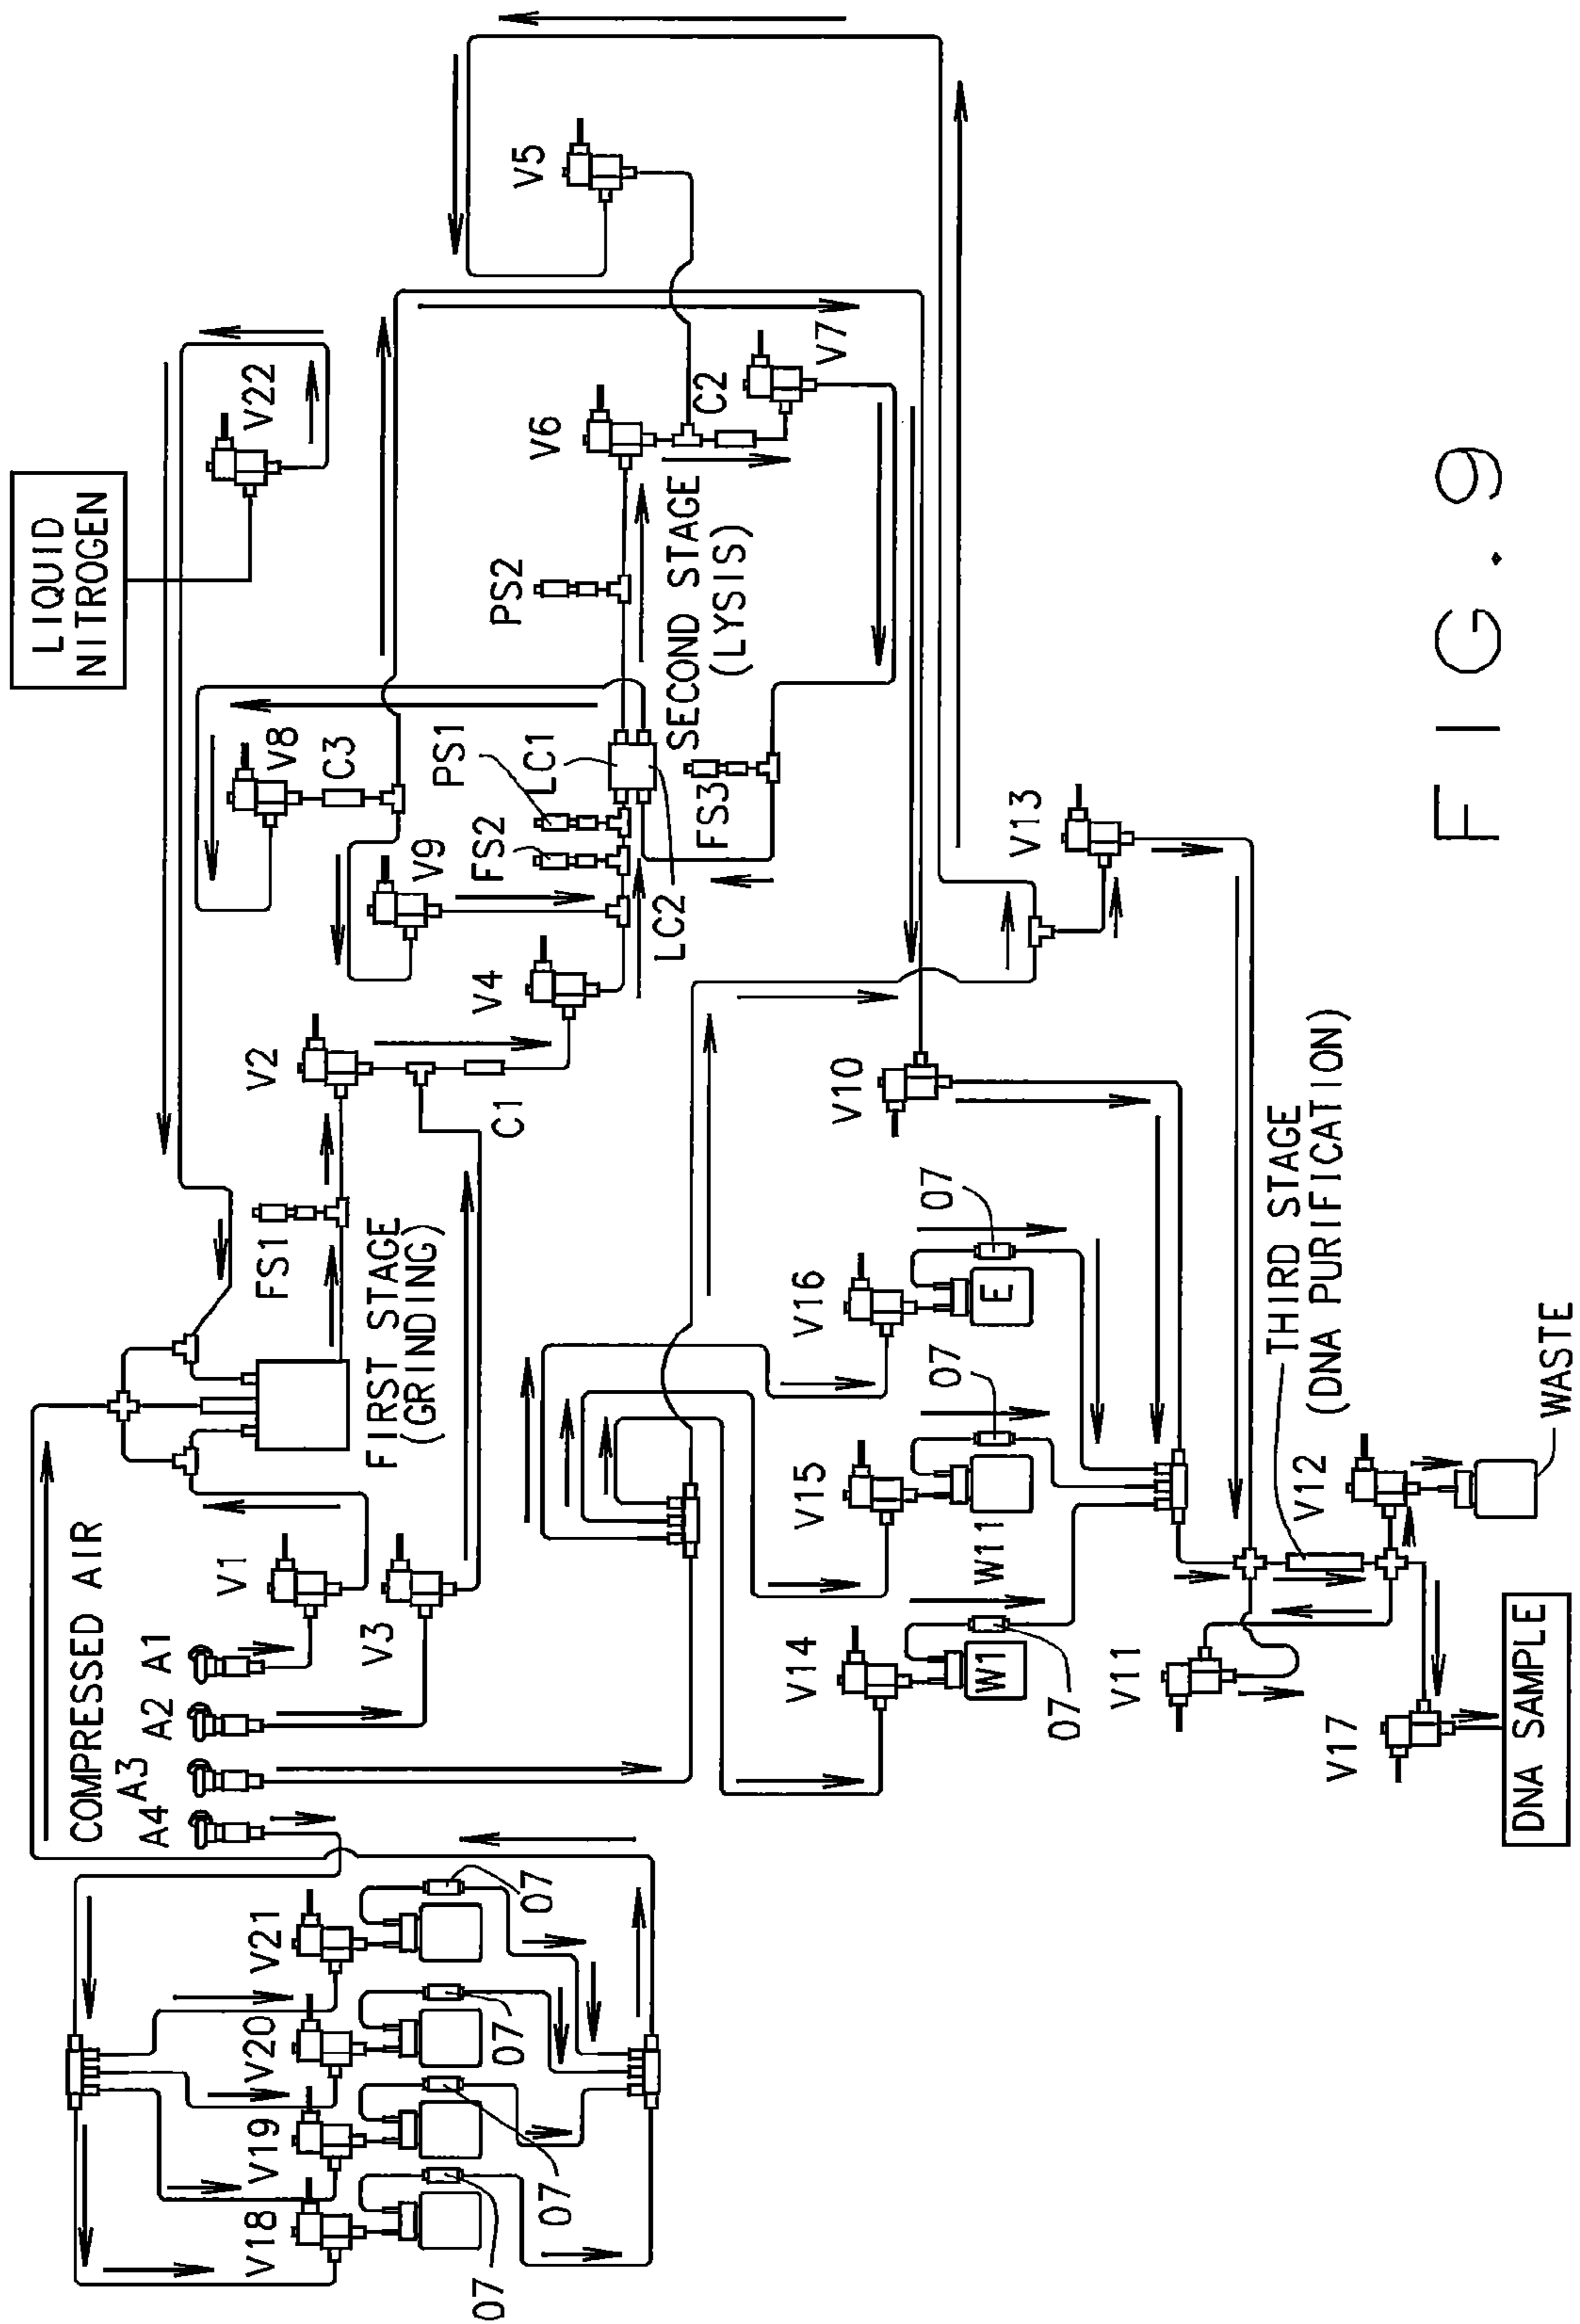 LIQUID
NITROGEN
V22
V5
V6
C2
V7
PS2
SECOND STAGE
(LYSIS)
V8
C3
PS1
LC1
V9
FS2
FS3
LC2
V4
V13
V2
C1
FS1
FIRST STAGE
(GRINDING)
V10
COMPRESSED AIR
A1
A2
A3
A4
V1
V3
V16
E
07
V15
W11
07
V14
W1
07
THIRD STAGE
(DNA PURIFICATION)
V12
WASTE
V11
V17
DNA SAMPLE
V21
07
V20
07
V19
07
V18
07
FIG. 9